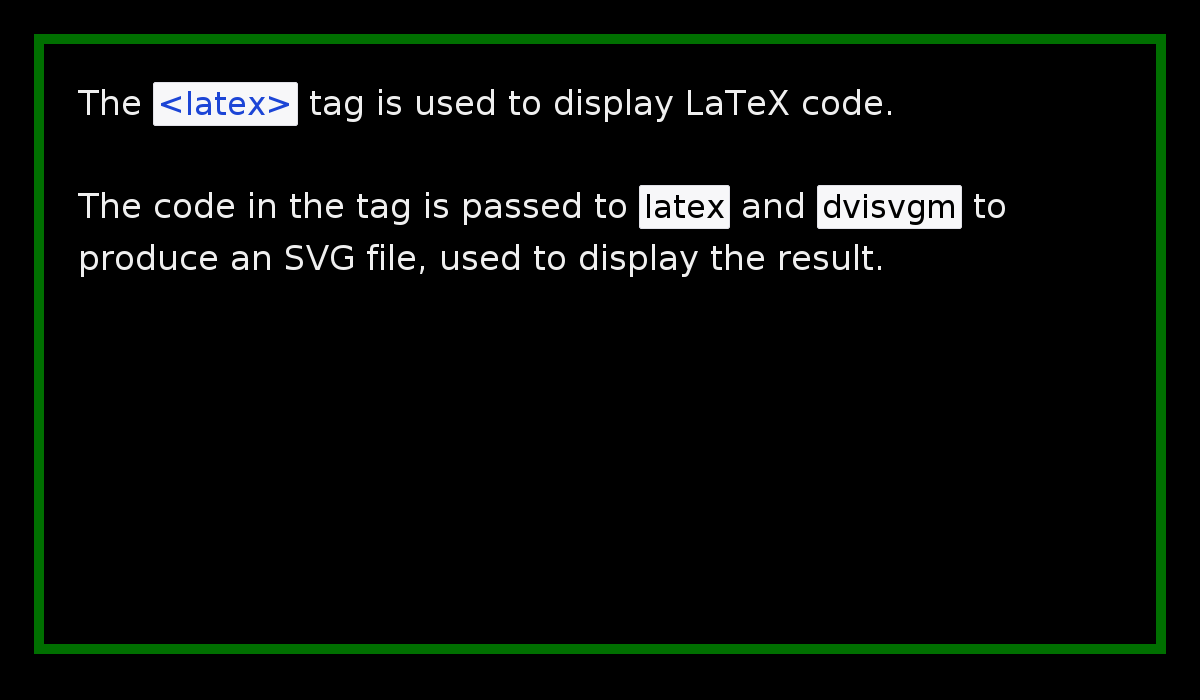 The <latex> tag is used to display LaTeX code.
The code in the tag is passed to latex and dvisvgm to
produce an SVG file, used to display the result.